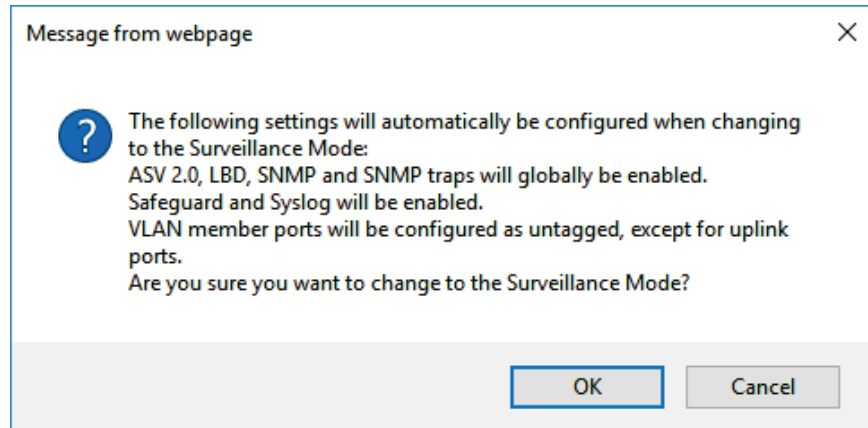 Message from webpage
The following settings will automatically be configured when changing
to the Surveillance Mode:
ASV 2.0, LBD, SNMP and SNMP traps will globally be enabled.
Safeguard and Syslog will be enabled.
VLAN member ports will be configured as untagged, except for uplink
ports.
Are you sure you want to change to the Surveillance Mode?
OK Cancel